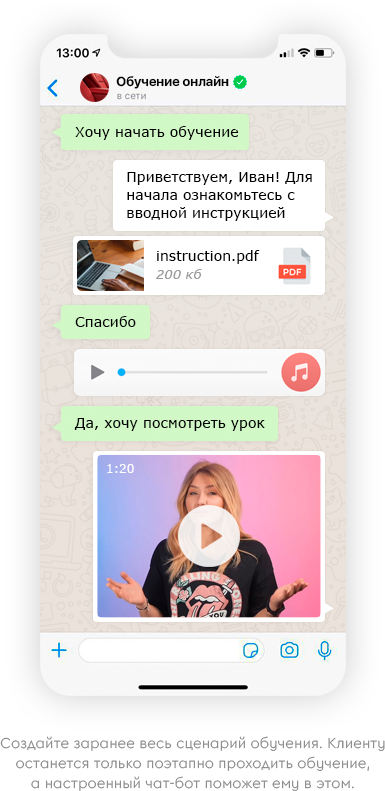 13:00
Обучение онлайн
в сети
Хочу начать обучение
Приветствуем, Иван! Для
начала ознакомьтесь с
вводной инструкцией
instruction.pdf
200 кб
PDF
Спасибо
Да, хочу посмотреть урок
1:20
YOU
Создайте заранее весь сценарий обучения. Клиенту
останется только поэтапно проходить обучение,
а настроенный чат-бот поможет ему в этом.